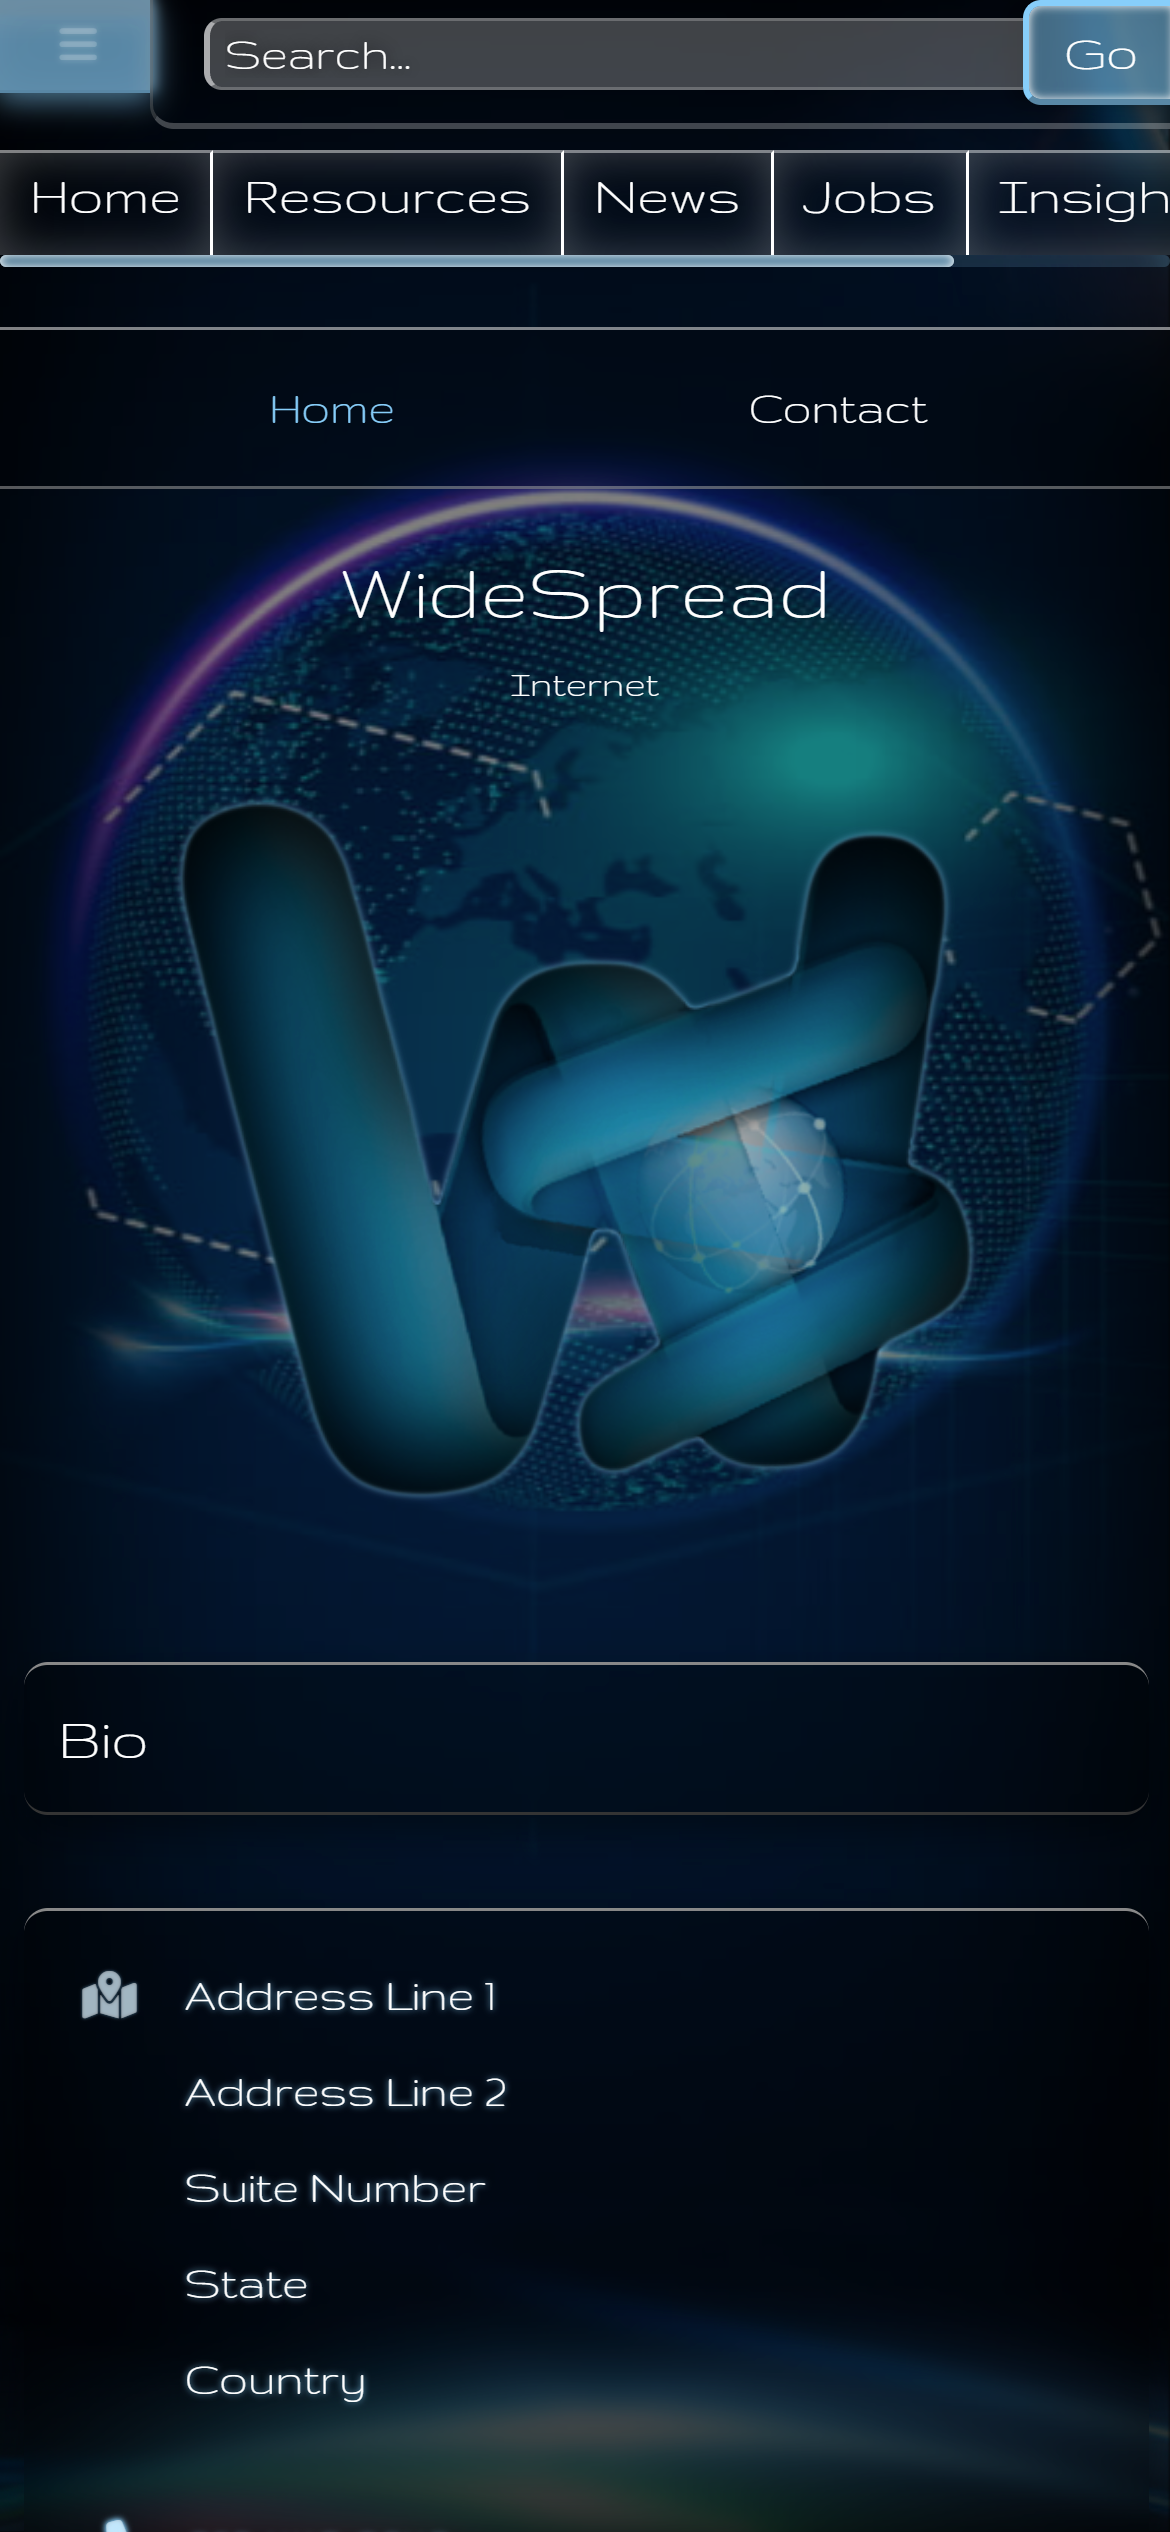 Search...
Go
Home
Resources
News
Jobs
Insigh
Home
Contact
WideSpread
Internet
Bio
Address Line 1
Address Line 2
Suite Number
State
Country